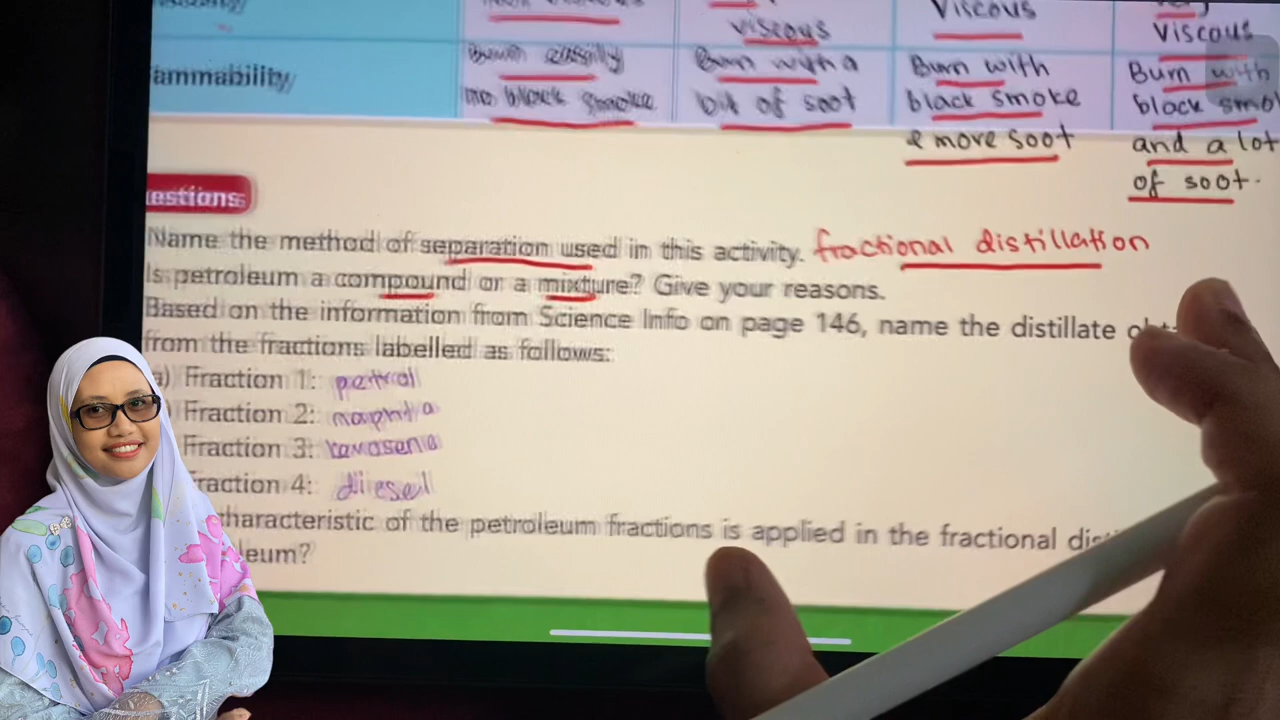 Viscous
viscous
Viscous
ammability
Burn easily
no black smoke
Burn with a
bit of soot
Burn with
black smoke
& more soot
Burn with
black smo
and a lot
of soot.
estions
Name the method of separation used in this activity. fractional distillation
Is petroleum a compound or a mixture? Give your reasons.
Based on the information from Science Info on page 146, name the distillate
from the fractions labelled as follows:
a) Fraction 1: petrol
) Fraction 2: naphta
Fraction 3: kerosene
raction 4: diesel
characteristic of the petroleum fractions is applied in the fractional dis
leum?